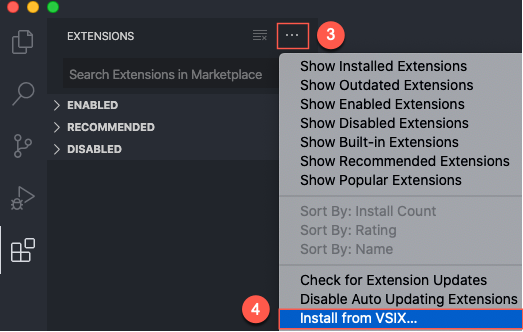 EXTENSIONS
...
3
Search Extensions in Marketplace
ENABLED
RECOMMENDED
DISABLED
Show Installed Extensions
Show Outdated Extensions
Show Enabled Extensions
Show Disabled Extensions
Show Built-in Extensions
Show Recommended Extensions
Show Popular Extensions
Sort By: Install Count
Sort By: Rating
Sort By: Name
Check for Extension Updates
Disable Auto Updating Extensions
4
Install from VSIX...